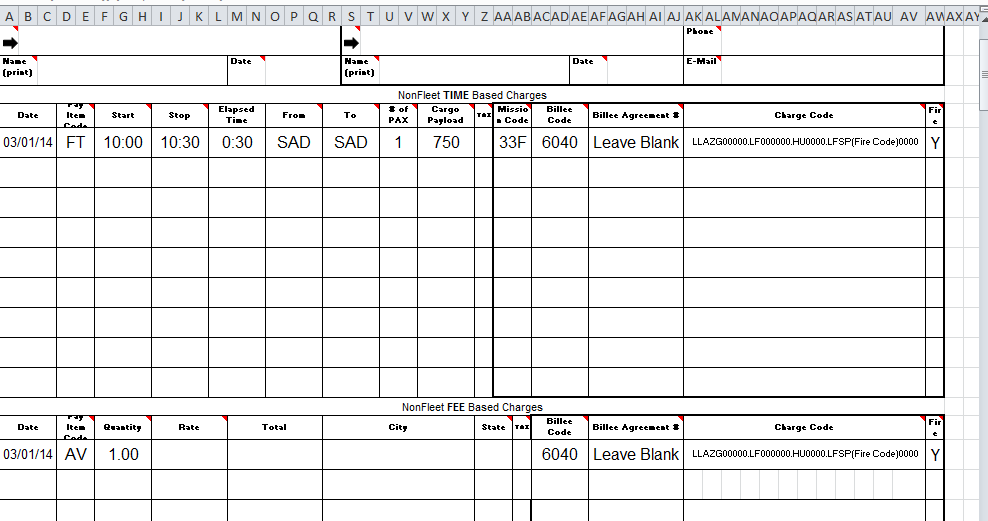 A B C D E F G H I J K L M N O P Q R S T U V W X Y Z AA AB AC AD AE AF AG AH AI AJ AK AL AM AN AO AP AQ AR AS AT AU AV AW AX AY
Phone
Name (print) Date Name (print) Date E-Mail
NonFleet TIME Based Charges
Date Pay Item Code Start Stop Elapsed Time From To # of PAX Cargo Payload Tax Missio n Code Billee Code Billee Agreement # Charge Code Fir e
03/01/14 FT 10:00 10:30 0:30 SAD SAD 1 750 33F 6040 Leave Blank LLAZG00000.LF000000.HU0000.LFSP(Fire Code)0000 Y
NonFleet FEE Based Charges
Date Pay Item Code Quantity Rate Total City State Tax Billee Code Billee Agreement # Charge Code Fir e
03/01/14 AV 1.00 6040 Leave Blank LLAZG00000.LF000000.HU0000.LFSP(Fire Code)0000 Y